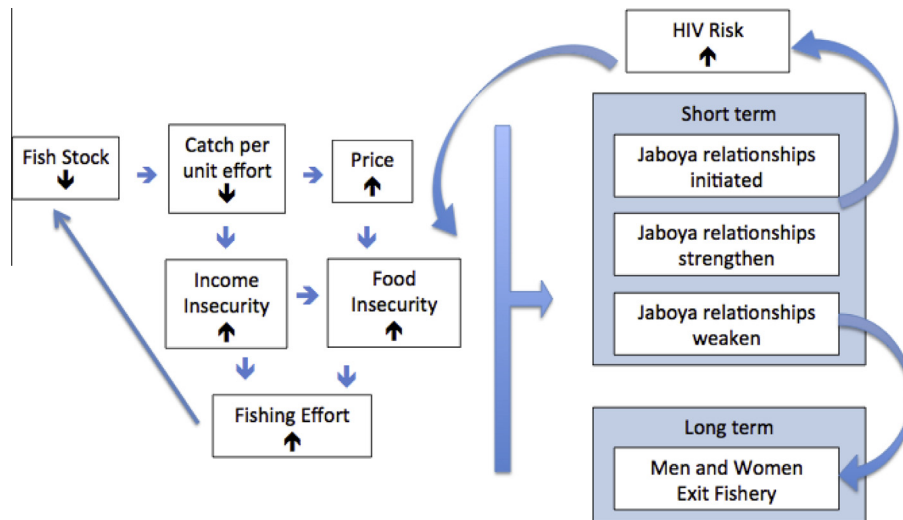 HIV Risk
Short term
Fish Stock
Catch per
unit effort
Price
Jaboya relationships
initiated
Jaboya relationships
strengthen
Income
Insecurity
Food
Insecurity
Jaboya relationships
weaken
Fishing Effort
Long term
Men and Women
Exit Fishery